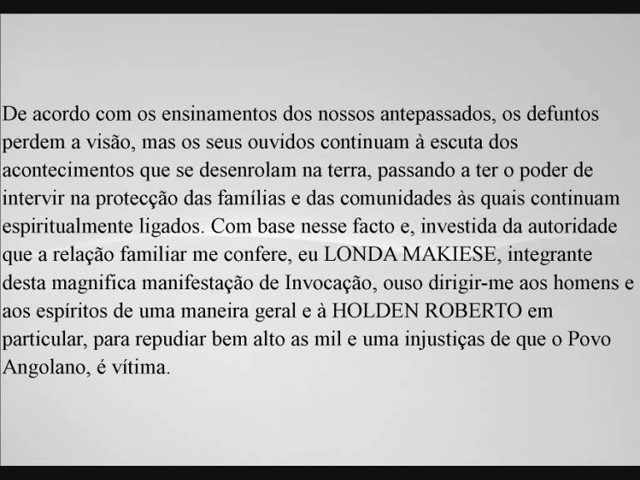 De acordo com os ensinamentos dos nossos antepassados, os defuntos
perdem a visão, mas os seus ouvidos continuam à escuta dos
acontecimentos que se desenrolam na terra, passando a ter o poder de
intervir na protecção das famílias e das comunidades às quais continuam
espiritualmente ligados. Com base nesse facto e, investida da autoridade
que a relação familiar me confere, eu LONDA MAKIESE, integrante
desta magnifica manifestação de Invocação, ouso dirigir-me aos homens e
aos espíritos de uma maneira geral e à HOLDEN ROBERTO em
particular, para repudiar bem alto as mil e uma injustiças de que o Povo
Angolano, é vítima.